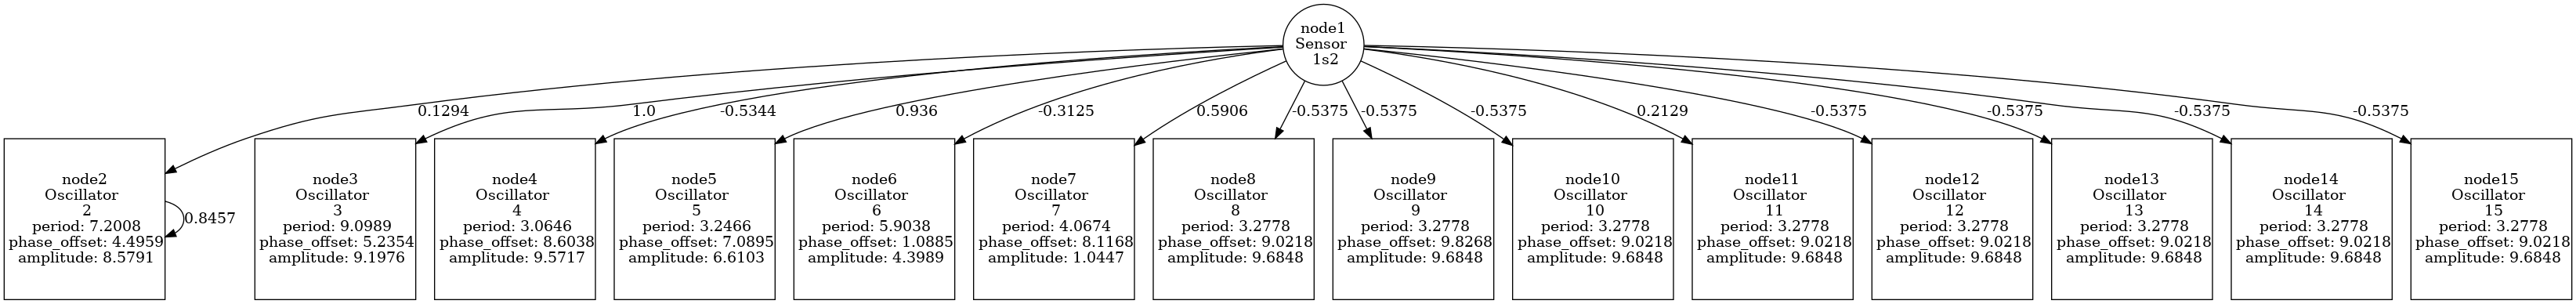 node1
Sensor
1s2
0.1294
1.0
-0.5344
0.936
-0.3125
0.5906
-0.5375
-0.5375
-0.5375
0.2129
-0.5375
-0.5375
-0.5375
-0.5375
node2
Oscillator
2
period: 7.2008
phase_offset: 4.4959
amplitude: 8.5791
0.8457
node3
Oscillator
3
period: 9.0989
phase_offset: 5.2354
amplitude: 9.1976
node4
Oscillator
4
period: 3.0646
phase_offset: 8.6038
amplitude: 9.5717
node5
Oscillator
5
period: 3.2466
phase_offset: 7.0895
amplitude: 6.6103
node6
Oscillator
6
period: 5.9038
phase_offset: 1.0885
amplitude: 4.3989
node7
Oscillator
7
period: 4.0674
phase_offset: 8.1168
amplitude: 1.0447
node8
Oscillator
8
period: 3.2778
phase_offset: 9.0218
amplitude: 9.6848
node9
Oscillator
9
period: 3.2778
phase_offset: 9.8268
amplitude: 9.6848
node10
Oscillator
10
period: 3.2778
phase_offset: 9.0218
amplitude: 9.6848
node11
Oscillator
11
period: 3.2778
phase_offset: 9.0218
amplitude: 9.6848
node12
Oscillator
12
period: 3.2778
phase_offset: 9.0218
amplitude: 9.6848
node13
Oscillator
13
period: 3.2778
phase_offset: 9.0218
amplitude: 9.6848
node14
Oscillator
14
period: 3.2778
phase_offset: 9.0218
amplitude: 9.6848
node15
Oscillator
15
period: 3.2778
phase_offset: 9.0218
amplitude: 9.6848